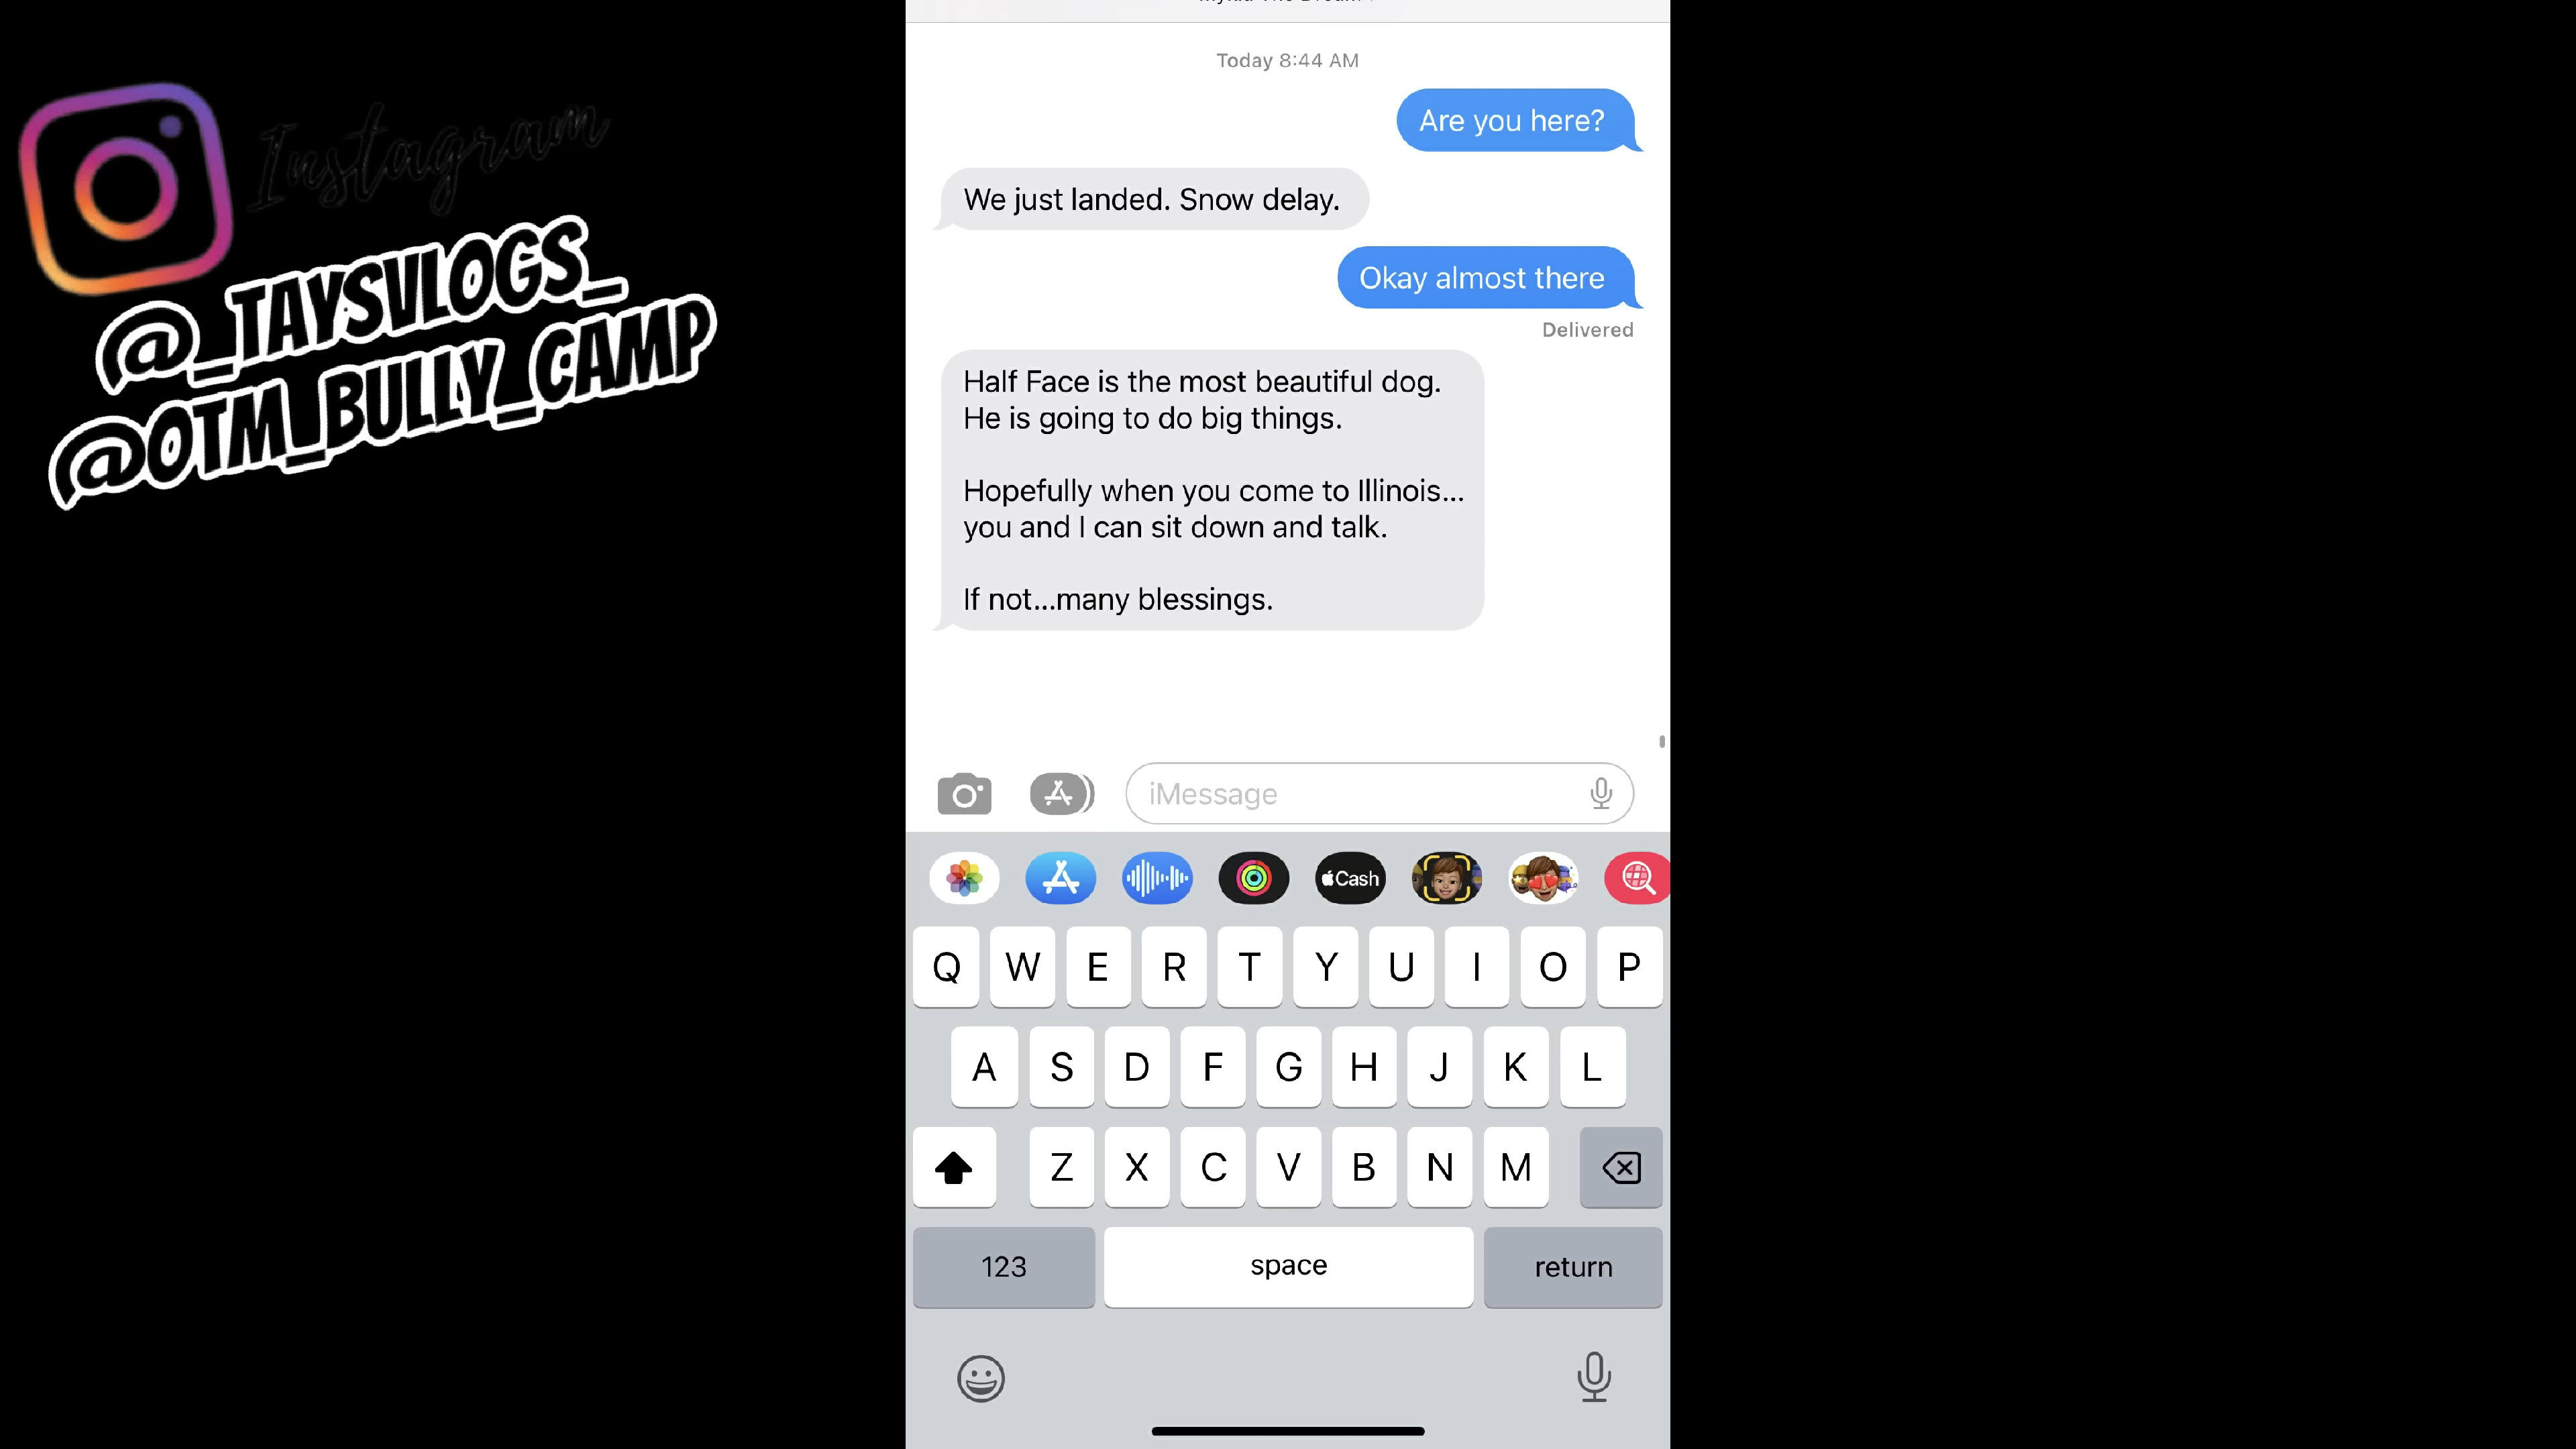 Today 8:44 AM
Instagram
@_TAYSVLOGS_
@OTM_BULLY_CAMP
Are you here?
We just landed. Snow delay.
Okay almost there
Delivered
Half Face is the most beautiful dog.
He is going to do big things.
Hopefully when you come to Illinois...
you and I can sit down and talk.
If not...many blessings.
iMessage
Cash
Q W E R T Y U I O P
A S D F G H J K L
Z X C V B N M
123 space return